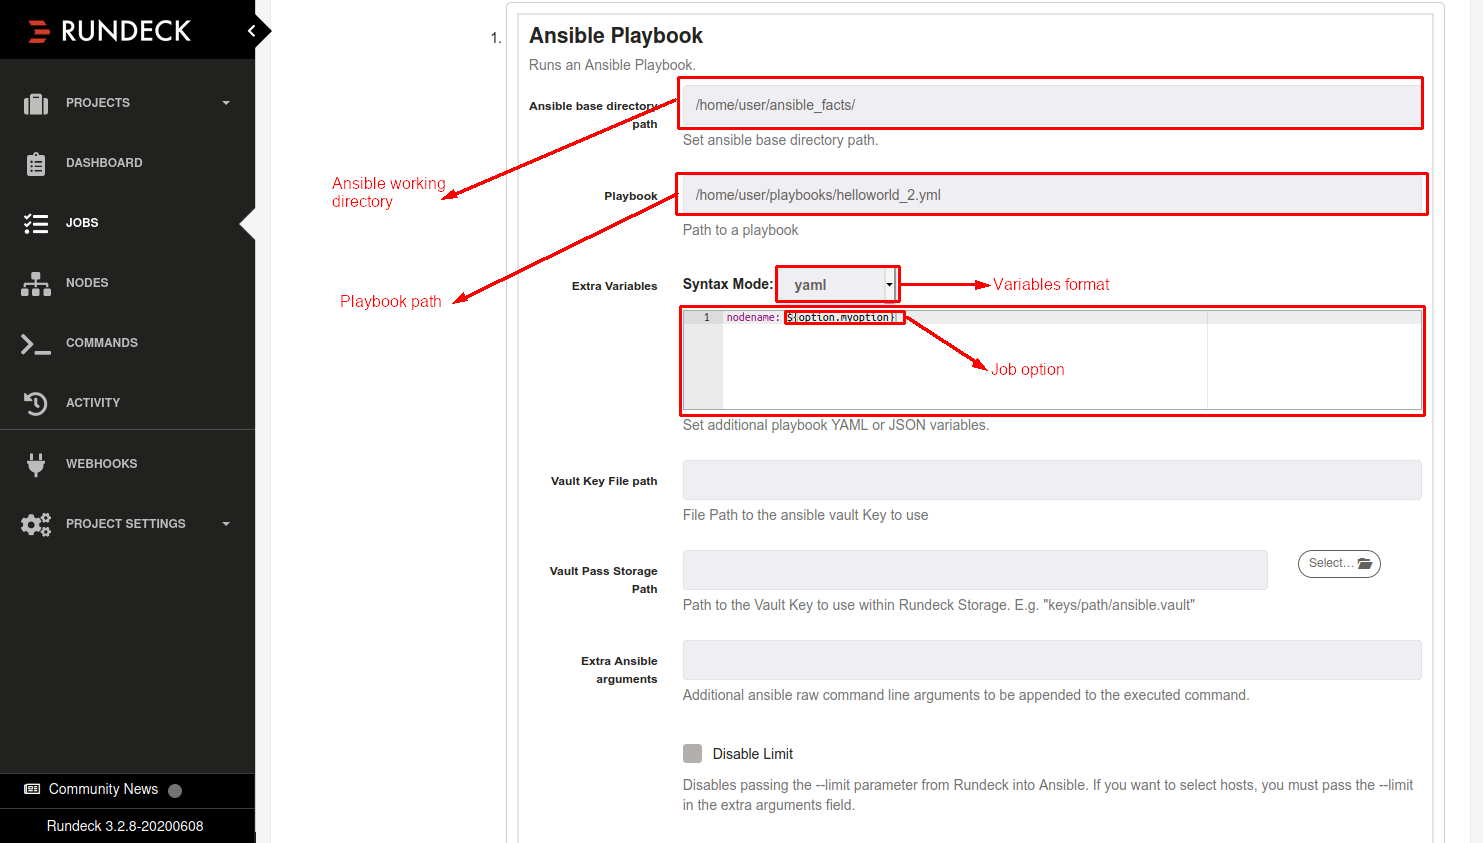 RUNDECK
PROJECTS
DASHBOARD
JOBS
NODES
COMMANDS
ACTIVITY
WEBHOOKS
PROJECT SETTINGS
Community News
Rundeck 3.2.8-20200608
1.
Ansible Playbook
Runs an Ansible Playbook.
Ansible base directory
path
/home/user/ansible_facts/
Set ansible base directory path.
Ansible working
directory
Playbook
/home/user/playbooks/helloworld_2.yml
Path to a playbook
Playbook path
Extra Variables
Syntax Mode:
yaml
Variables format
1
nodename: ${option.myoption}
Job option
Set additional playbook YAML or JSON variables.
Vault Key File path
File Path to the ansible vault Key to use
Vault Pass Storage
Path
Select...
Path to the Vault Key to use within Rundeck Storage. E.g. "keys/path/ansible.vault"
Extra Ansible
arguments
Additional ansible raw command line arguments to be appended to the executed command.
Disable Limit
Disables passing the --limit parameter from Rundeck into Ansible. If you want to select hosts, you must pass the --limit
in the extra arguments field.